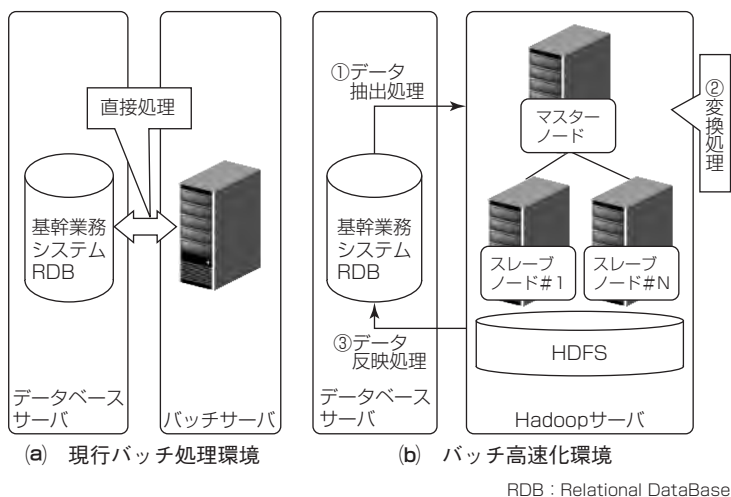 直接処理
基幹業務
システム
RDB
データベース
サーバ
バッチサーバ
(a) 現行バッチ処理環境
①データ
抽出処理
基幹業務
システム
RDB
③データ
反映処理
データベース
サーバ
マスター
ノード
②変換処理
スレーブ
ノード#1
スレーブ
ノード#N
HDFS
Hadoopサーバ
(b) バッチ高速化環境
RDB:Relational DataBase